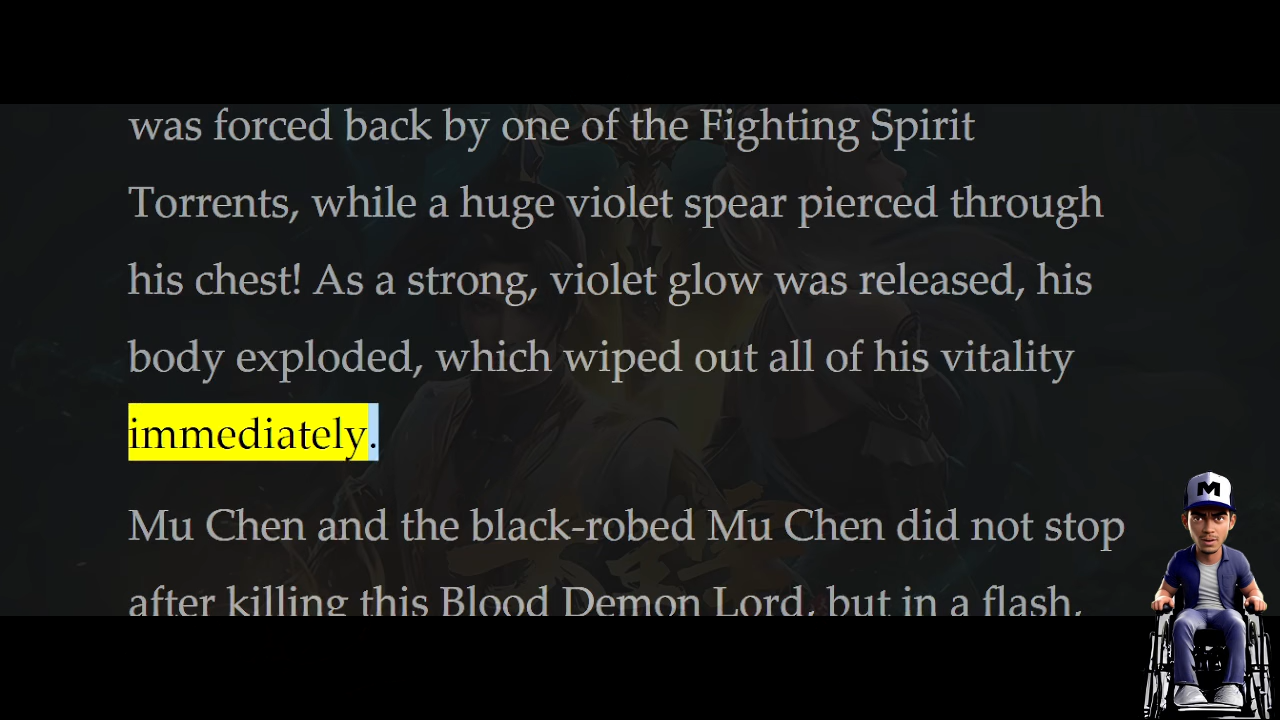 was forced back by one of the Fighting Spirit
Torrents, while a huge violet spear pierced through
his chest! As a strong, violet glow was released, his
body exploded, which wiped out all of his vitality
immediately.
Mu Chen and the black-robed Mu Chen did not stop
after killing this Blood Demon Lord, but in a flash,
M